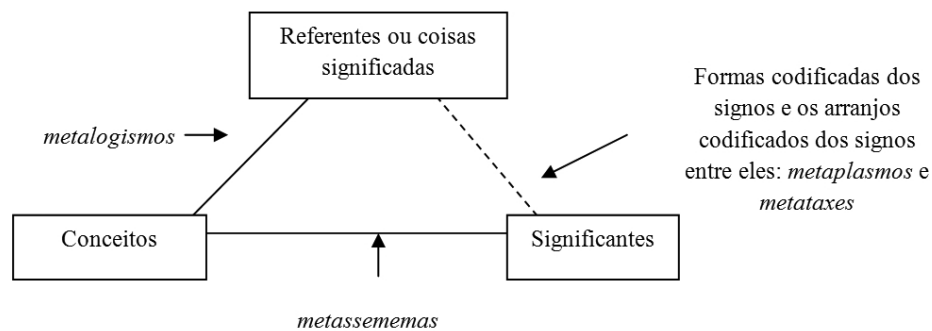 Referentes ou coisas
significadas
Formas codificadas dos
signos e os arranjos
codificados dos signos
entre eles: metaplasmos e
metataxes
metalogismos
Conceitos
Significantes
metassememas